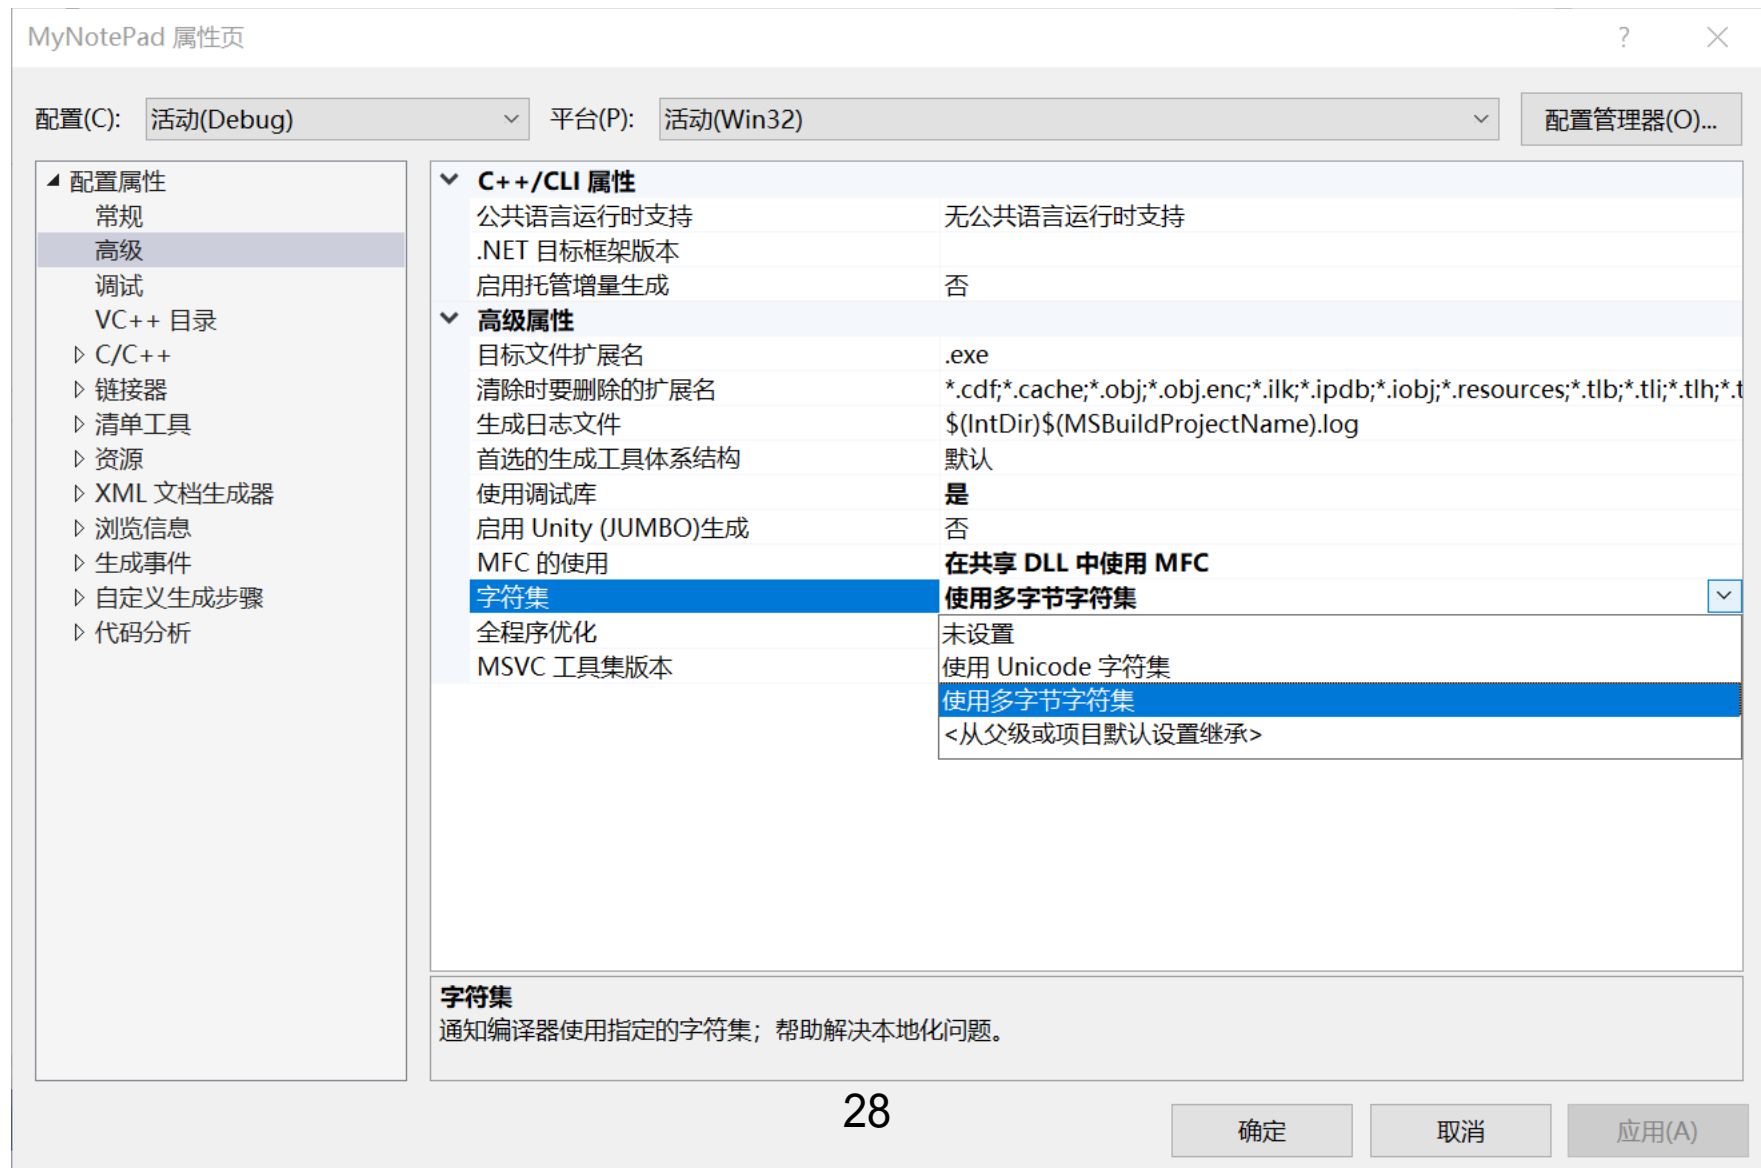 MyNotePad 属性页
配置(C): 活动(Debug) 平台(P): 活动(Win32) 配置管理器(O)...
配置属性
常规
高级
调试
VC++ 目录
C/C++
链接器
清单工具
资源
XML 文档生成器
浏览信息
生成事件
自定义生成步骤
代码分析
C++/CLI 属性
公共语言运行时支持 无公共语言运行时支持
.NET 目标框架版本
启用托管增量生成 否
高级属性
目标文件扩展名 .exe
清除时要删除的扩展名 *.cdf;*.cache;*.obj;*.obj.enc;*.ilk;*.ipdb;*.iobj;*.resources;*.tlb;*.tli;*.tlh;*.t
生成日志文件 $(IntDir)$(MSBuildProjectName).log
首选的生成工具体系结构 默认
使用调试库 是
启用 Unity (JUMBO)生成 否
MFC 的使用 在共享 DLL 中使用 MFC
字符集 使用多字节字符集
全程序优化 未设置
MSVC 工具集版本 使用 Unicode 字符集
使用多字节字符集
<从父级或项目默认设置继承>
字符集
通知编译器使用指定的字符集；帮助解决本地化问题。
28
确定 取消 应用(A)